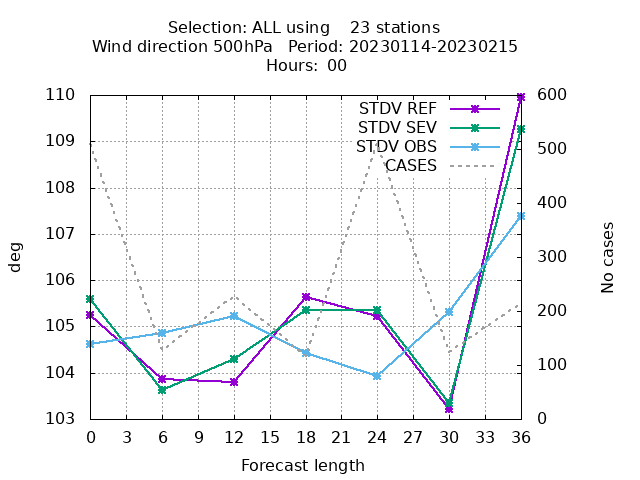 Selection: ALL using    23 stations
Wind direction 500hPa   Period: 20230114-20230215
Hours: 00
110
109
108
107
106
105
104
103
600
500
400
300
200
100
0
STDV REF
STDV SEV
STDV OBS
CASES
deg
No cases
0 3 6 9 12 15 18 21 24 27 30 33 36
Forecast length